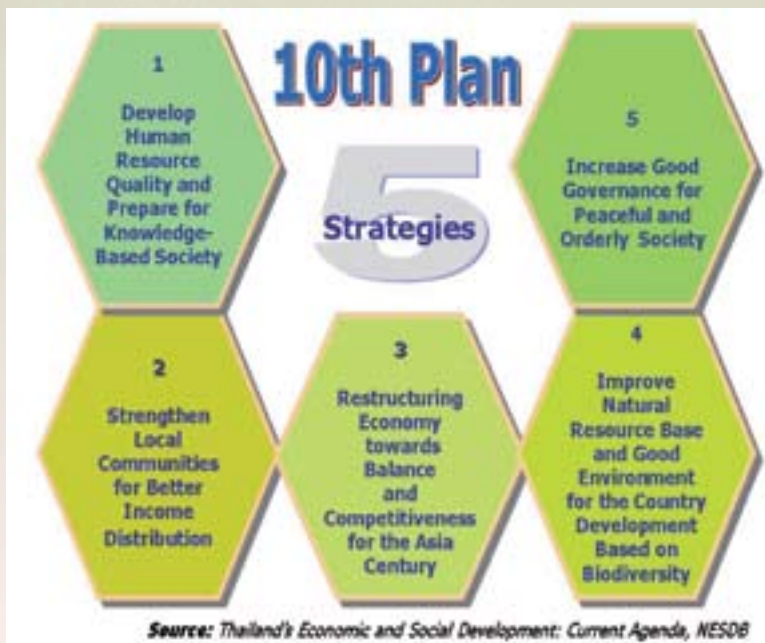 10th Plan
5
Strategies
1
Develop
Human
Resource
Quality and
Prepare for
Knowledge-
Based Society
2
Strengthen
Local
Communities
for Better
Income
Distribution
3
Restructuring
Economy
towards
Balance
and
Competitiveness
for the Asia
Century
4
Improve
Natural
Resource Base
and Good
Environment
for the Country
Development
Based on
Biodiversity
5
Increase Good
Governance for
Peaceful and
Orderly Society
Source: Thailand's Economic and Social Development: Current Agenda, NESDB